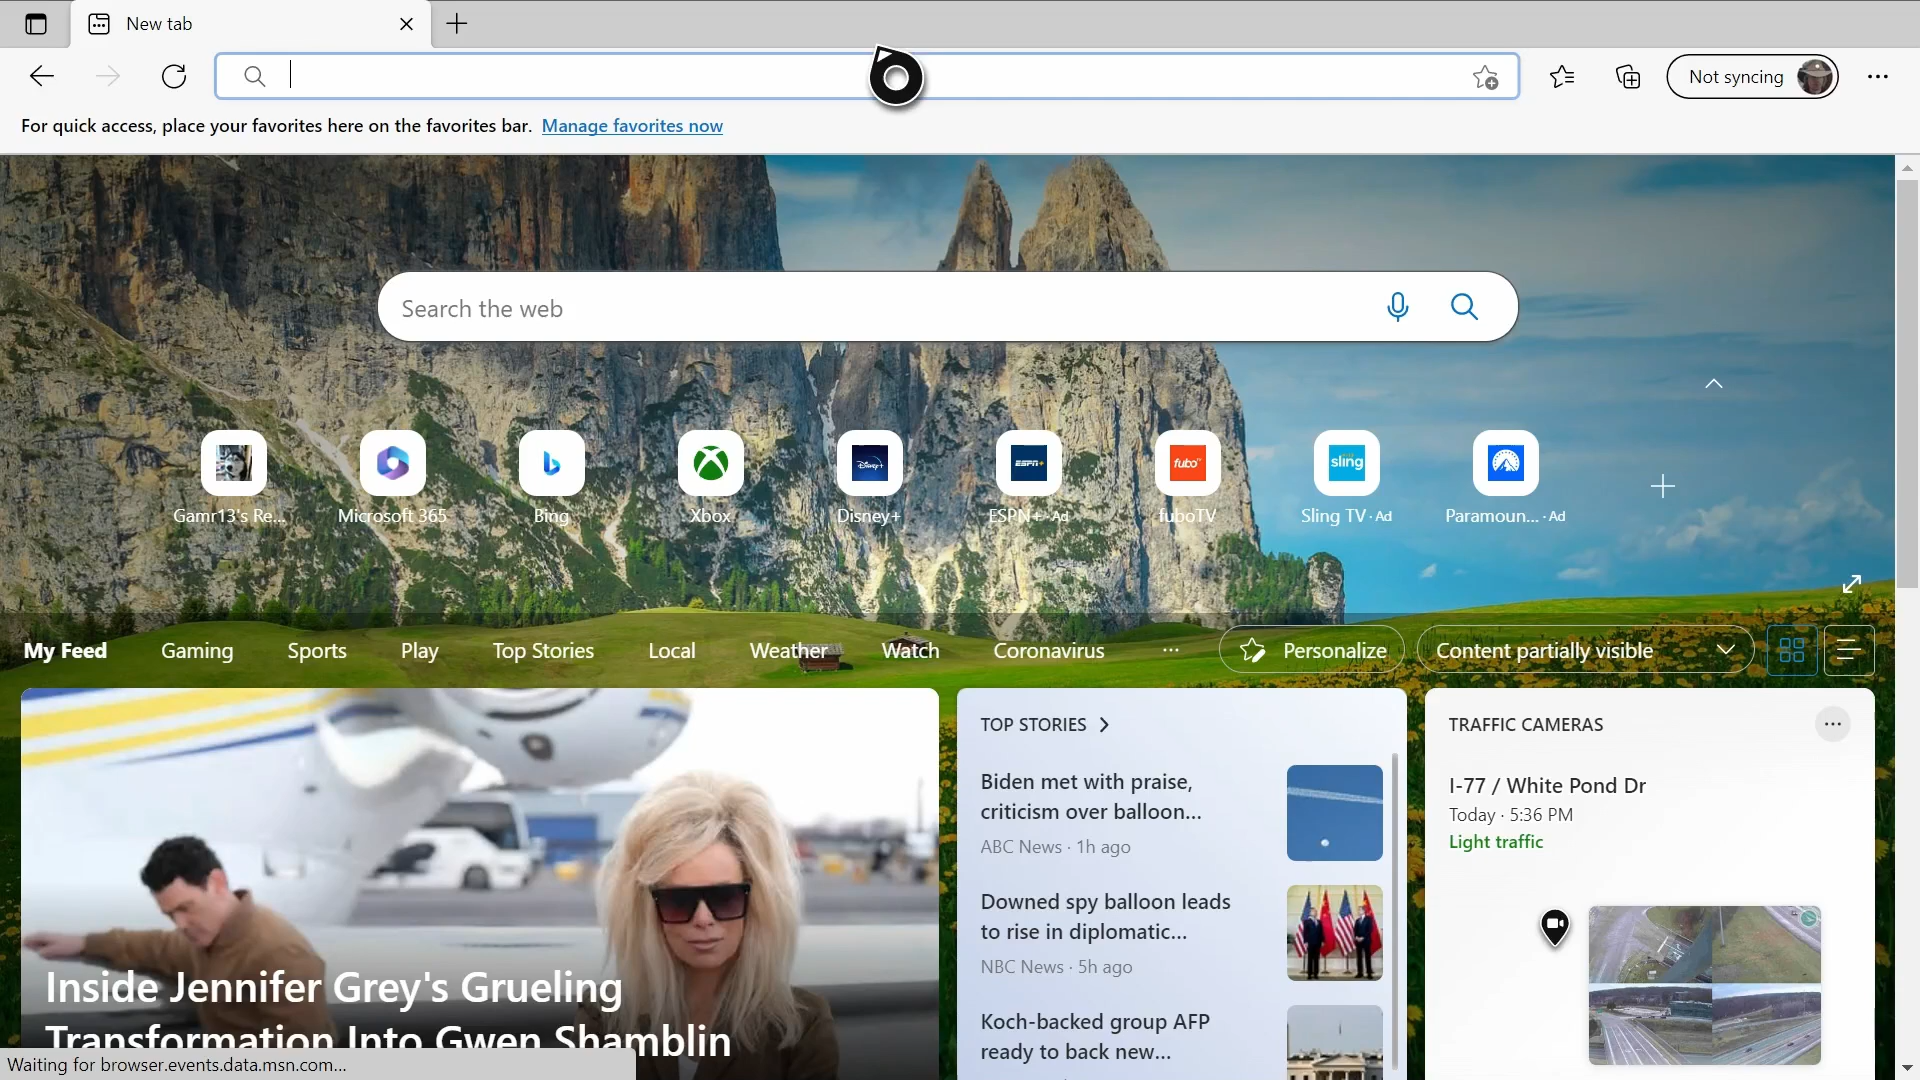 New tab
Not syncing
For quick access, place your favorites here on the favorites bar. Manage favorites now
Search the web
Disney+
ESPN+
fubo
sling
Gamr13's Re...
Microsoft 365
Bing
Xbox
Disney+
ESPN+ · Ad
fuboTV
Sling TV · Ad
Paramoun... · Ad
My Feed
Gaming
Sports
Play
Top Stories
Local
Weather
Watch
Coronavirus
Personalize
Content partially visible
TOP STORIES
Biden met with praise,
criticism over balloon...
ABC News · 1h ago
Downed spy balloon leads
to rise in diplomatic...
NBC News · 5h ago
Koch-backed group AFP
ready to back new...
TRAFFIC CAMERAS
I-77 / White Pond Dr
Today · 5:36 PM
Light traffic
Inside Jennifer Grey's Grueling
Transformation Into Gwen Shamblin
Waiting for browser.events.data.msn.com...